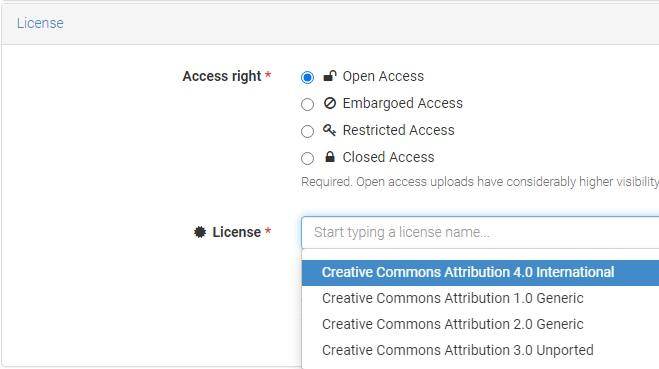 License
Access right *
Open Access
Embargoed Access
Restricted Access
Closed Access
Required. Open access uploads have considerably higher visibility
License *
Start typing a license name...
Creative Commons Attribution 4.0 International
Creative Commons Attribution 1.0 Generic
Creative Commons Attribution 2.0 Generic
Creative Commons Attribution 3.0 Unported